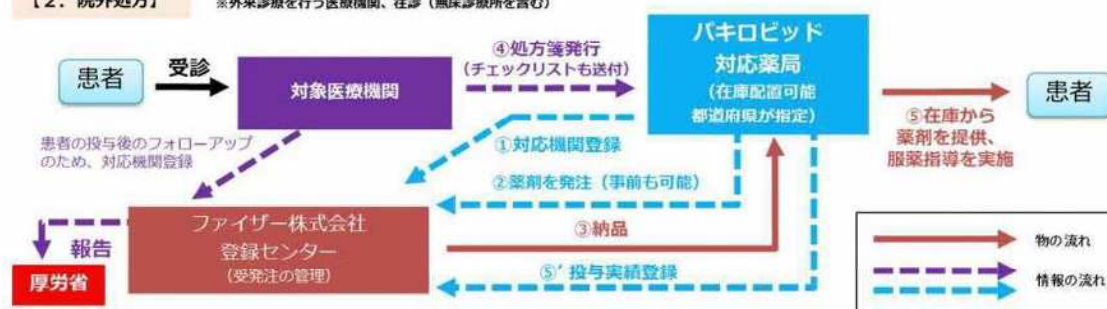 【２．院外処方】
※外来診療を行う医療機関、往診（無床診療所を含む）
患者
受診
対象医療機関
④処方箋発行
（チェックリストも送付）
パキロビッド
対応薬局
（在庫配置可能
都道府県が指定）
⑤在庫から
薬剤を提供、
服薬指導を実施
患者
患者の投与後のフォローアップ
のため、対応機関登録
①対応機関登録
②薬剤を発注（事前も可能）
ファイザー株式会社
登録センター
（受発注の管理）
③納品
⑤’投与実績登録
報告
厚労省
物の流れ
情報の流れ